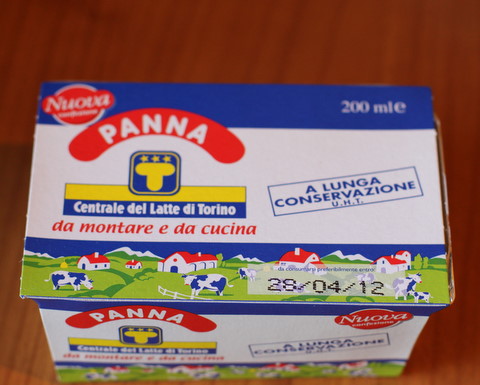 Nuova
confezione
200 ml e
PANNA
Centrale del Latte di Torino
da montare e da cucina
A LUNGA
CONSERVAZIONE
U.H.T.
da consumarsi preferibilmente entro:
28/04/12
PANNA
Centrale del Latte di Torino
da montare e da cucina
Nuova
confezione
A LUNGA
CONSERVAZIONE
U.H.T.